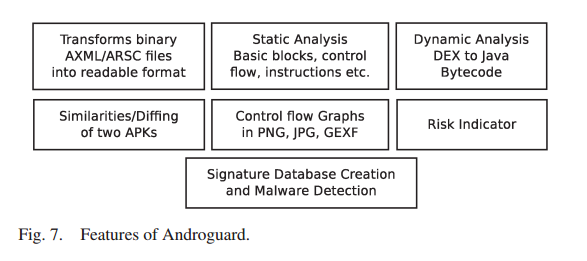 Transforms binary
AXML/ARSC files
into readable format
Static Analysis
Basic blocks, control
flow, instructions etc.
Dynamic Analysis
DEX to Java
Bytecode
Similarities/Diffing
of two APKs
Control flow Graphs
in PNG, JPG, GEXF
Risk Indicator
Signature Database Creation
and Malware Detection
Fig. 7. Features of Androguard.